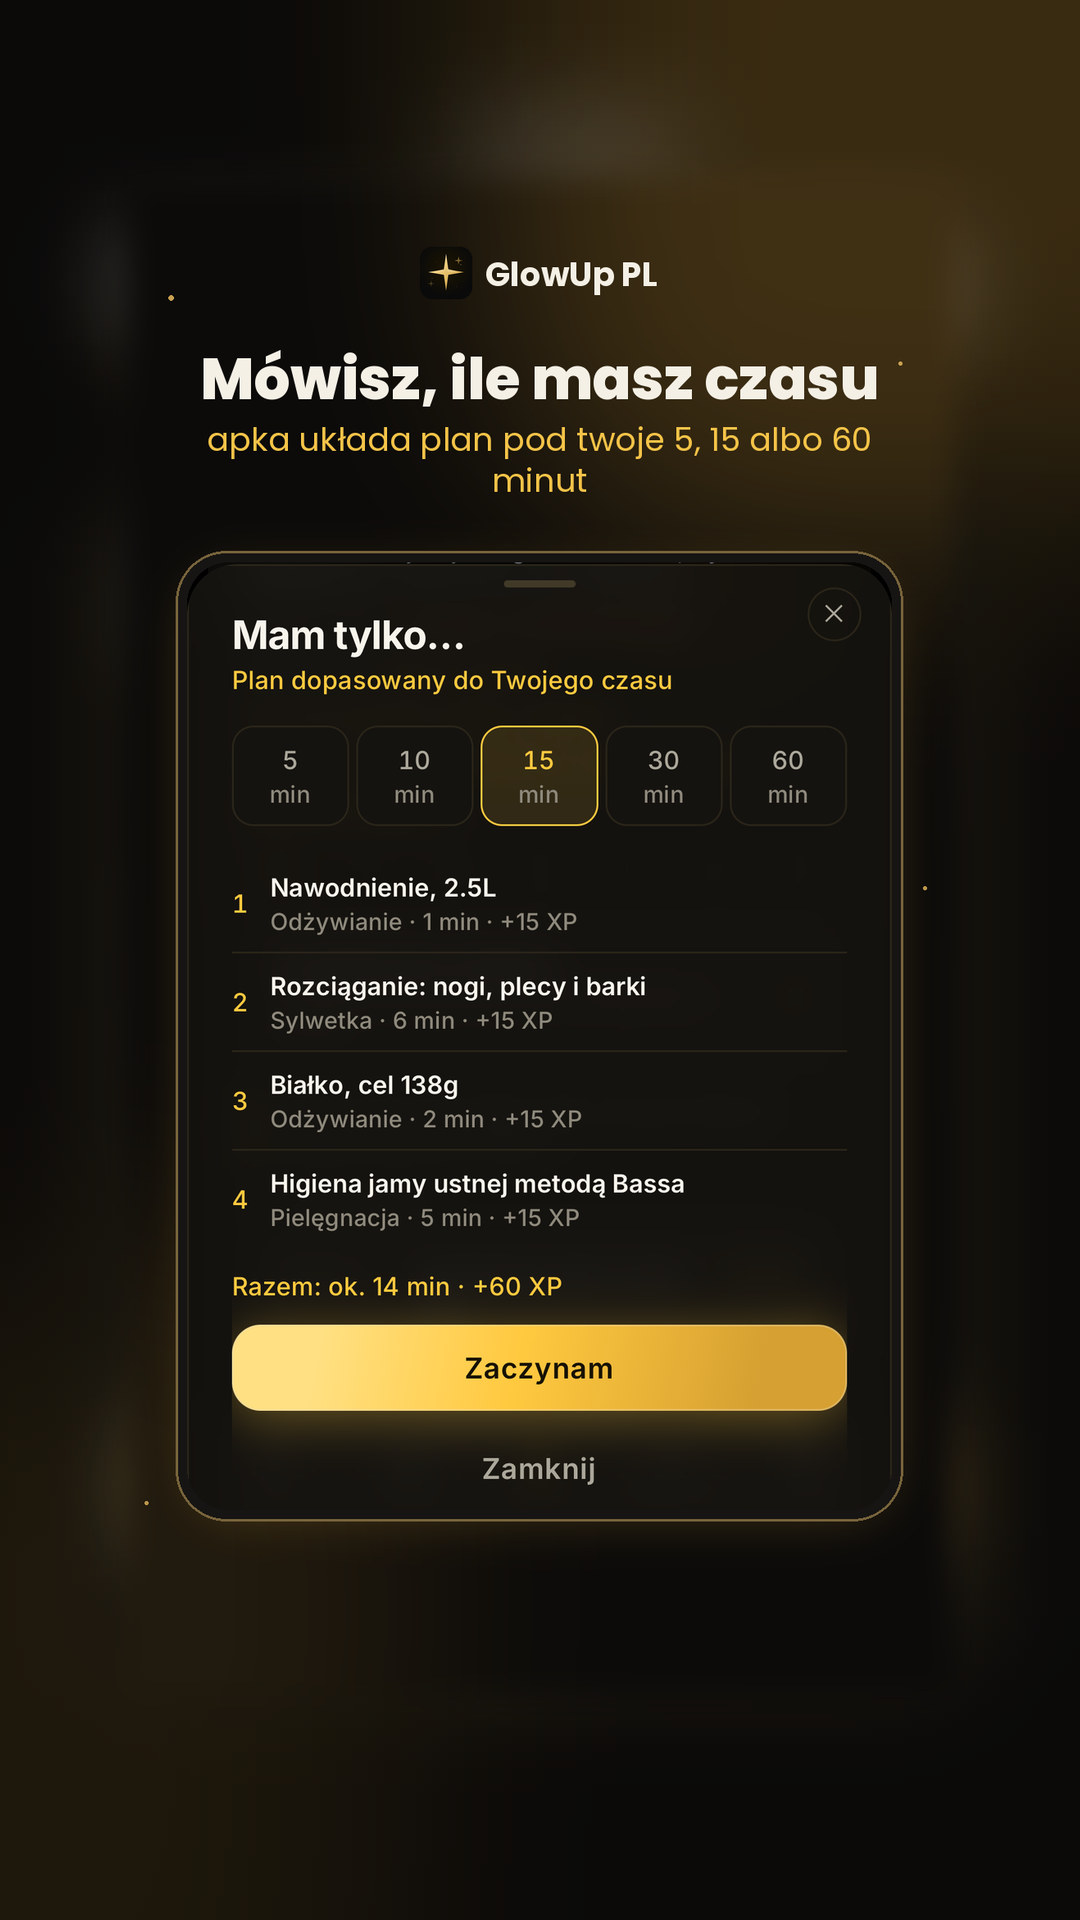 GlowUp PL
Mówisz, ile masz czasu
apka układa plan pod twoje 5, 15 albo 60
minut
Mam tylko...
Plan dopasowany do Twojego czasu
5 min
10 min
15 min
30 min
60 min
1
Nawodnienie, 2.5L
Odżywianie · 1 min · +15 XP
2
Rozciąganie: nogi, plecy i barki
Sylwetka · 6 min · +15 XP
3
Białko, cel 138g
Odżywianie · 2 min · +15 XP
4
Higiena jamy ustnej metodą Bassa
Pielęgnacja · 5 min · +15 XP
Razem: ok. 14 min · +60 XP
Zaczynam
Zamknij